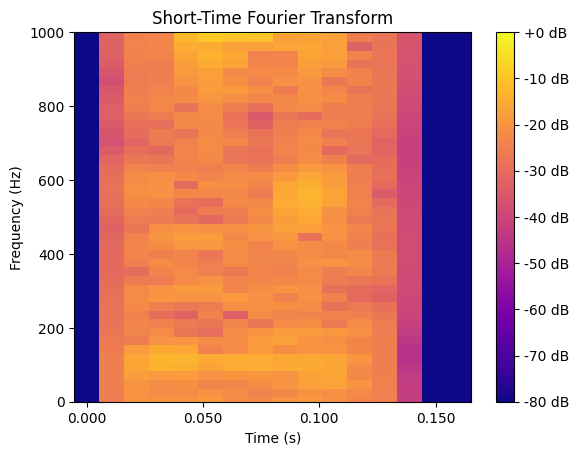 Short-Time Fourier Transform
1000
800
600
400
200
0
Frequency (Hz)
0.000
0.050
0.100
0.150
Time (s)
+0 dB
-10 dB
-20 dB
-30 dB
-40 dB
-50 dB
-60 dB
-70 dB
-80 dB